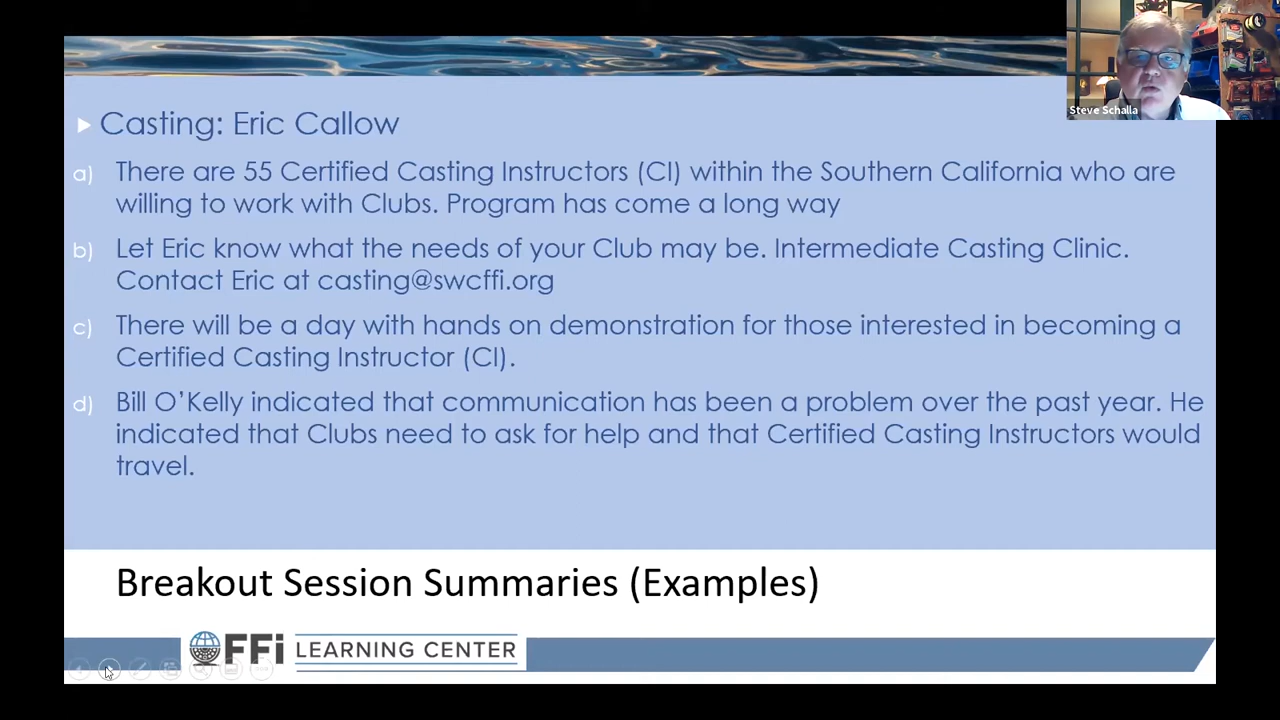 Steve Schalla
Casting: Eric Callow
a) There are 55 Certified Casting Instructors (CI) within the Southern California who are
willing to work with Clubs. Program has come a long way
b) Let Eric know what the needs of your Club may be. Intermediate Casting Clinic.
Contact Eric at casting@swcffi.org
c) There will be a day with hands on demonstration for those interested in becoming a
Certified Casting Instructor (CI).
d) Bill O’Kelly indicated that communication has been a problem over the past year. He
indicated that Clubs need to ask for help and that Certified Casting Instructors would
travel.
Breakout Session Summaries (Examples)
FFi LEARNING CENTER